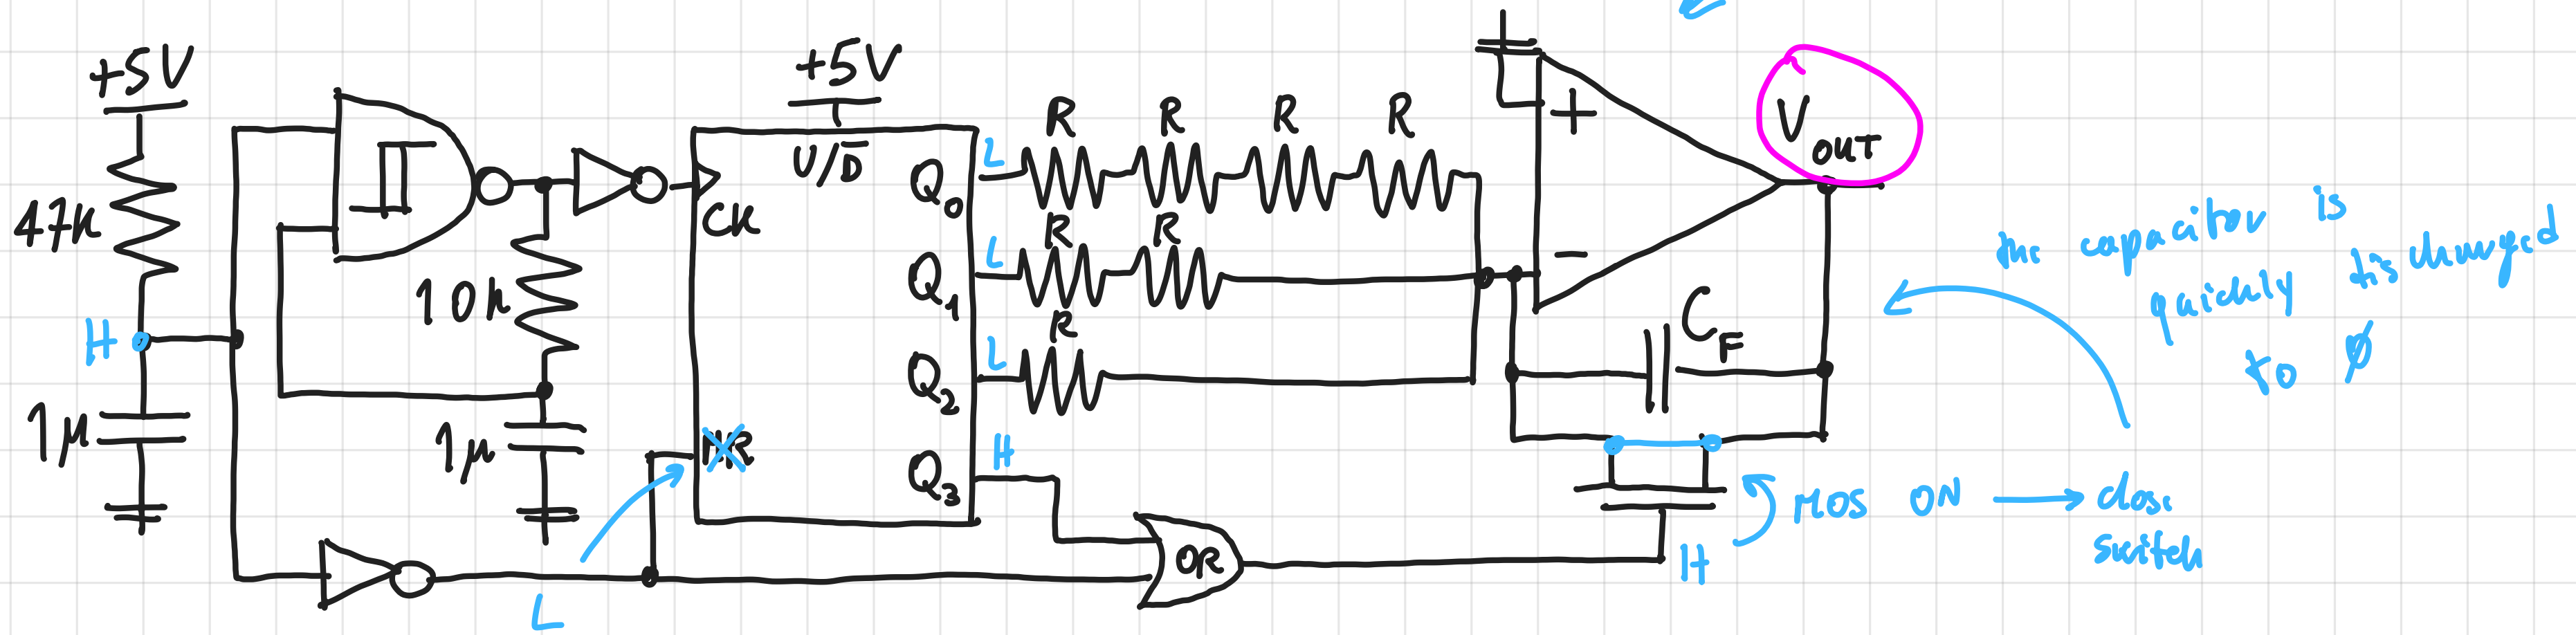 +5V
47K
H
1μ
10K
1μ
L
+5V
U/D
CK
MR
Q0
Q1
Q2
Q3
L
L
L
H
R R R R
R R
R
OR
+
-
CF
VOUT
H
MOS ON → close
switch
the capacitor is
quickly discharged
to 0